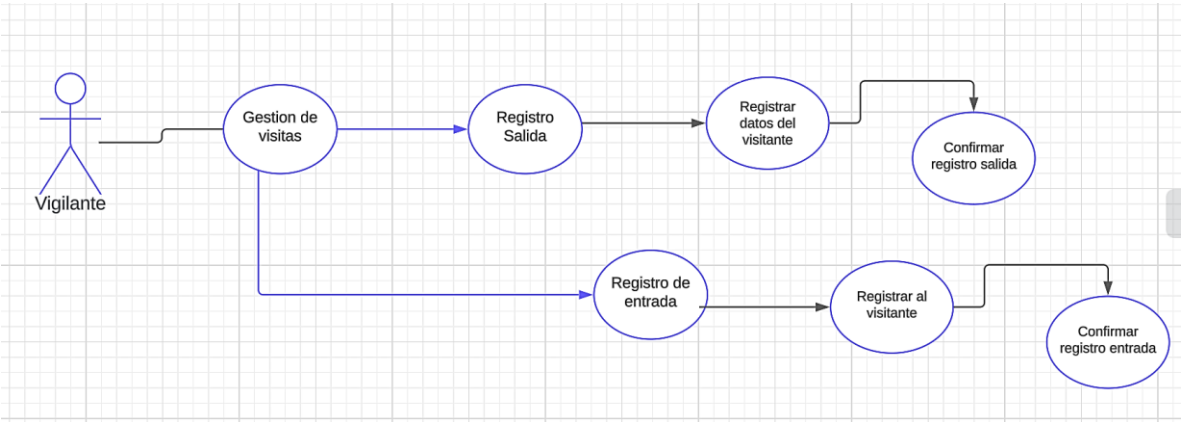 Gestion de
visitas
Registro
Salida
Registrar
datos del
visitante
Confirmar
registro salida
Vigilante
Registro de
entrada
Registrar al
visitante
Confirmar
registro entrada